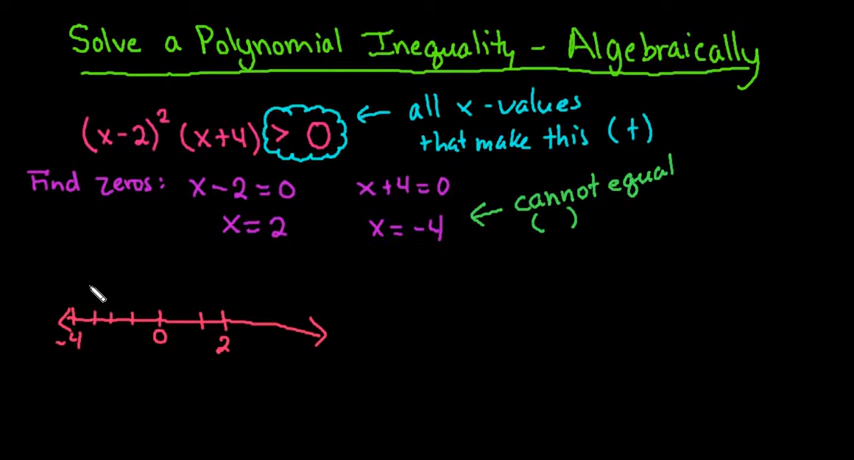 Solve a Polynomial Inequality - Algebraically
(x-2)² (x+4) > 0 ← all x-values
that make this (+)
Find zeros: x-2=0 x+4=0
x=2 x=-4 ← cannot equal
( )
-4 0 2